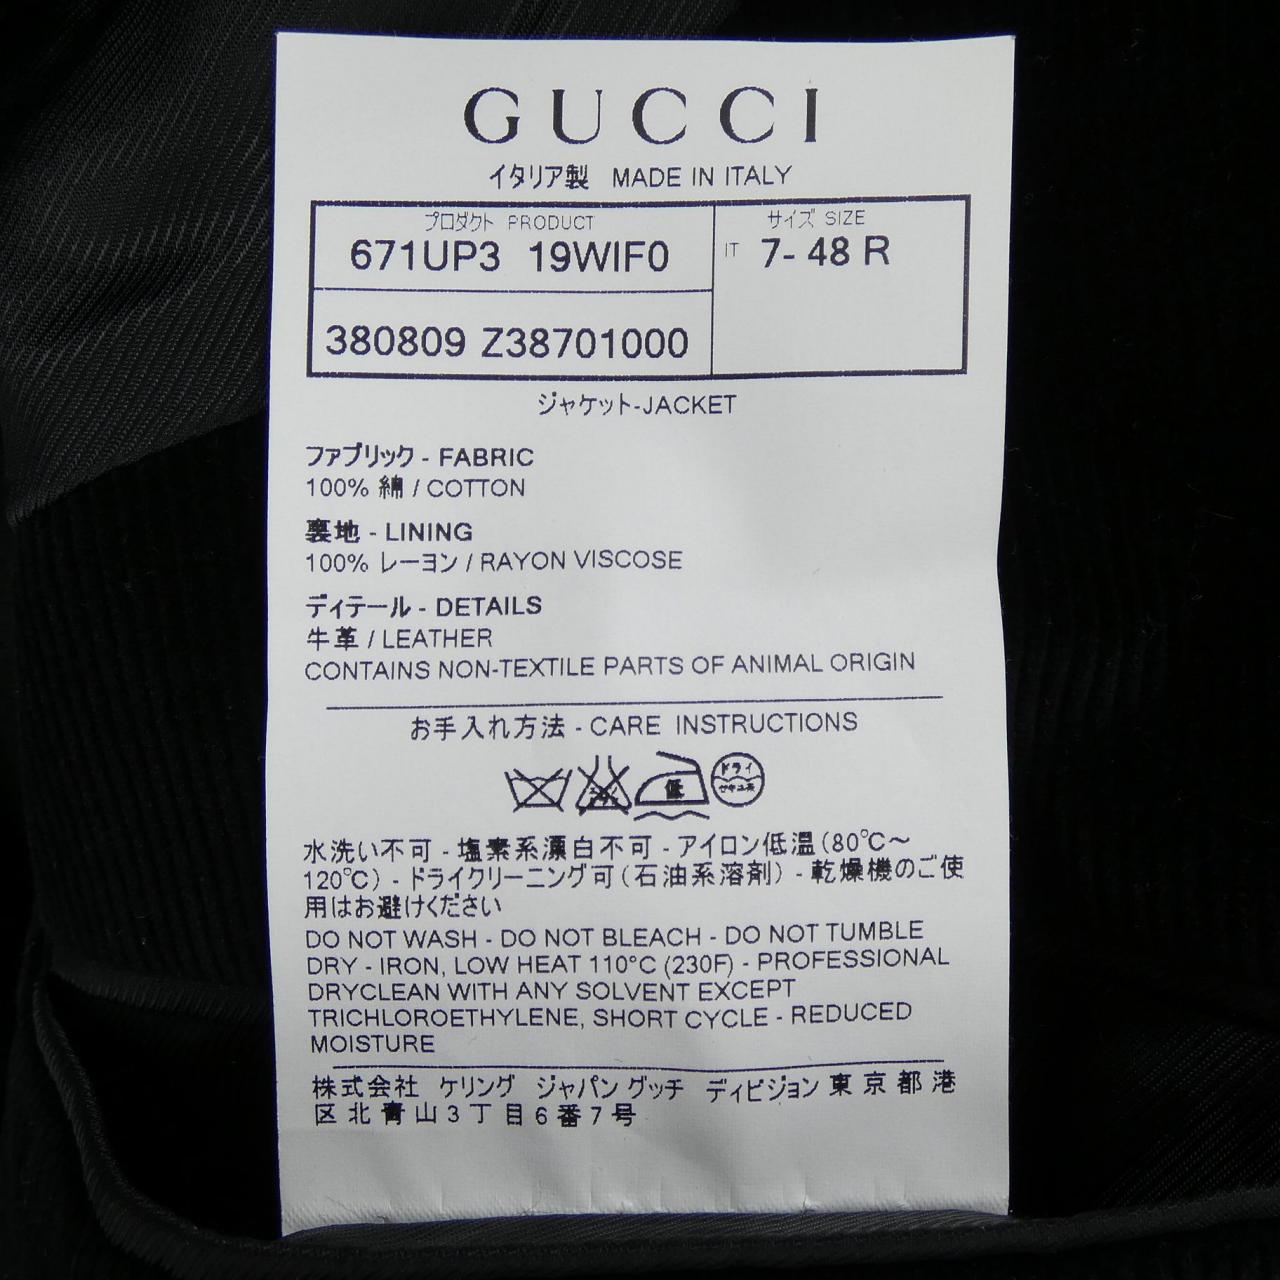 GUCCI
イタリア製 MADE IN ITALY
プロダクト PRODUCT
671UP3 19WIF0
サイズ SIZE
IT 7- 48 R
380809 Z38701000
ジャケット-JACKET
ファブリック - FABRIC
100% 綿 / COTTON
裏地 - LINING
100% レーヨン / RAYON VISCOSE
ディテール - DETAILS
牛革 / LEATHER
CONTAINS NON-TEXTILE PARTS OF ANIMAL ORIGIN
お手入れ方法 - CARE INSTRUCTIONS
低
ドライ
セキユ系
水洗い不可 - 塩素系漂白不可 - アイロン低温(80℃～
120℃) - ドライクリーニング可(石油系溶剤) - 乾燥機のご使
用はお避けください
DO NOT WASH - DO NOT BLEACH - DO NOT TUMBLE
DRY - IRON, LOW HEAT 110°C (230F) - PROFESSIONAL
DRYCLEAN WITH ANY SOLVENT EXCEPT
TRICHLOROETHYLENE, SHORT CYCLE - REDUCED
MOISTURE
株式会社 ケリング ジャパン グッチ ディビジョン 東京都港
区北青山3丁目6番7号